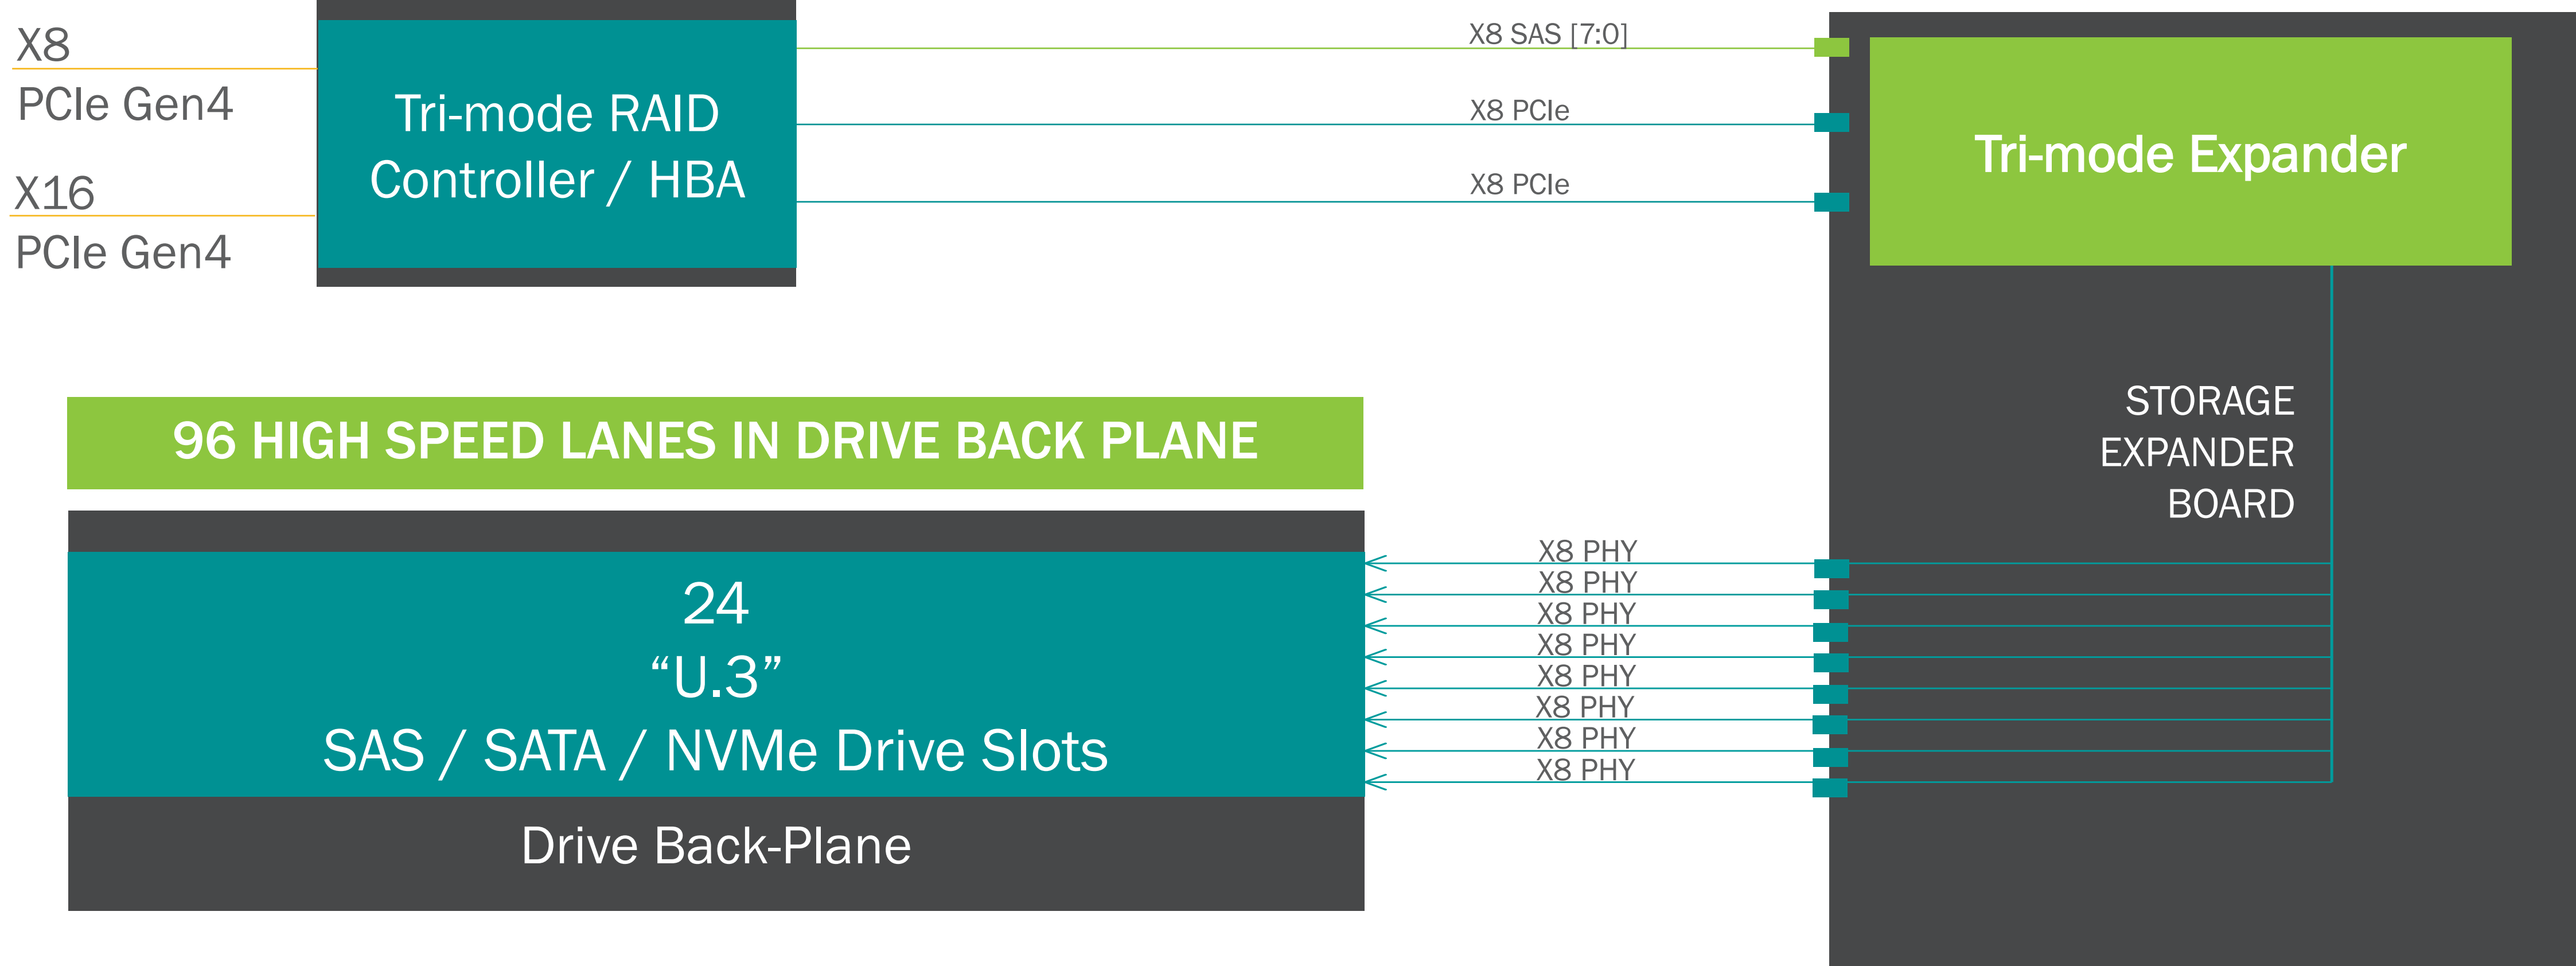 X8
PCIe Gen4
X16
PCIe Gen4
Tri-mode RAID
Controller / HBA
X8 SAS [7:0]
X8 PCIe
X8 PCIe
Tri-mode Expander
STORAGE
EXPANDER
BOARD
96 HIGH SPEED LANES IN DRIVE BACK PLANE
24
“U.3”
SAS / SATA / NVMe Drive Slots
Drive Back-Plane
X8 PHY
X8 PHY
X8 PHY
X8 PHY
X8 PHY
X8 PHY
X8 PHY
X8 PHY